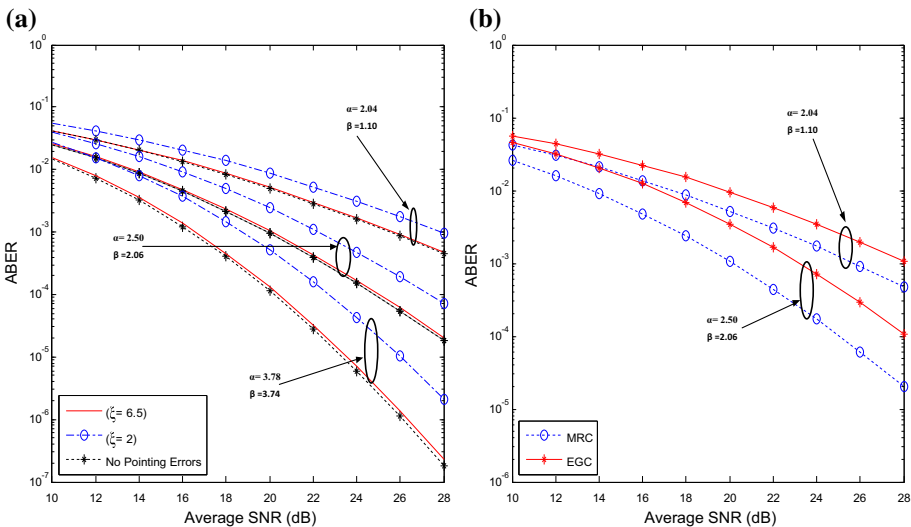 (a)
10^0
10^-1
10^-2
10^-3
10^-4
10^-5
10^-6
10^-7
ABER
α= 2.04
β =1.10
α= 2.50
β=2.06
α= 3.78
β=3.74
(ξ= 6.5)
(ξ= 2)
No Pointing Errors
10 12 14 16 18 20 22 24 26 28
Average SNR (dB)
(b)
10^0
10^-1
10^-2
10^-3
10^-4
10^-5
10^-6
ABER
α= 2.04
β =1.10
α= 2.50
β =2.06
MRC
EGC
10 12 14 16 18 20 22 24 26 28
Average SNR (dB)